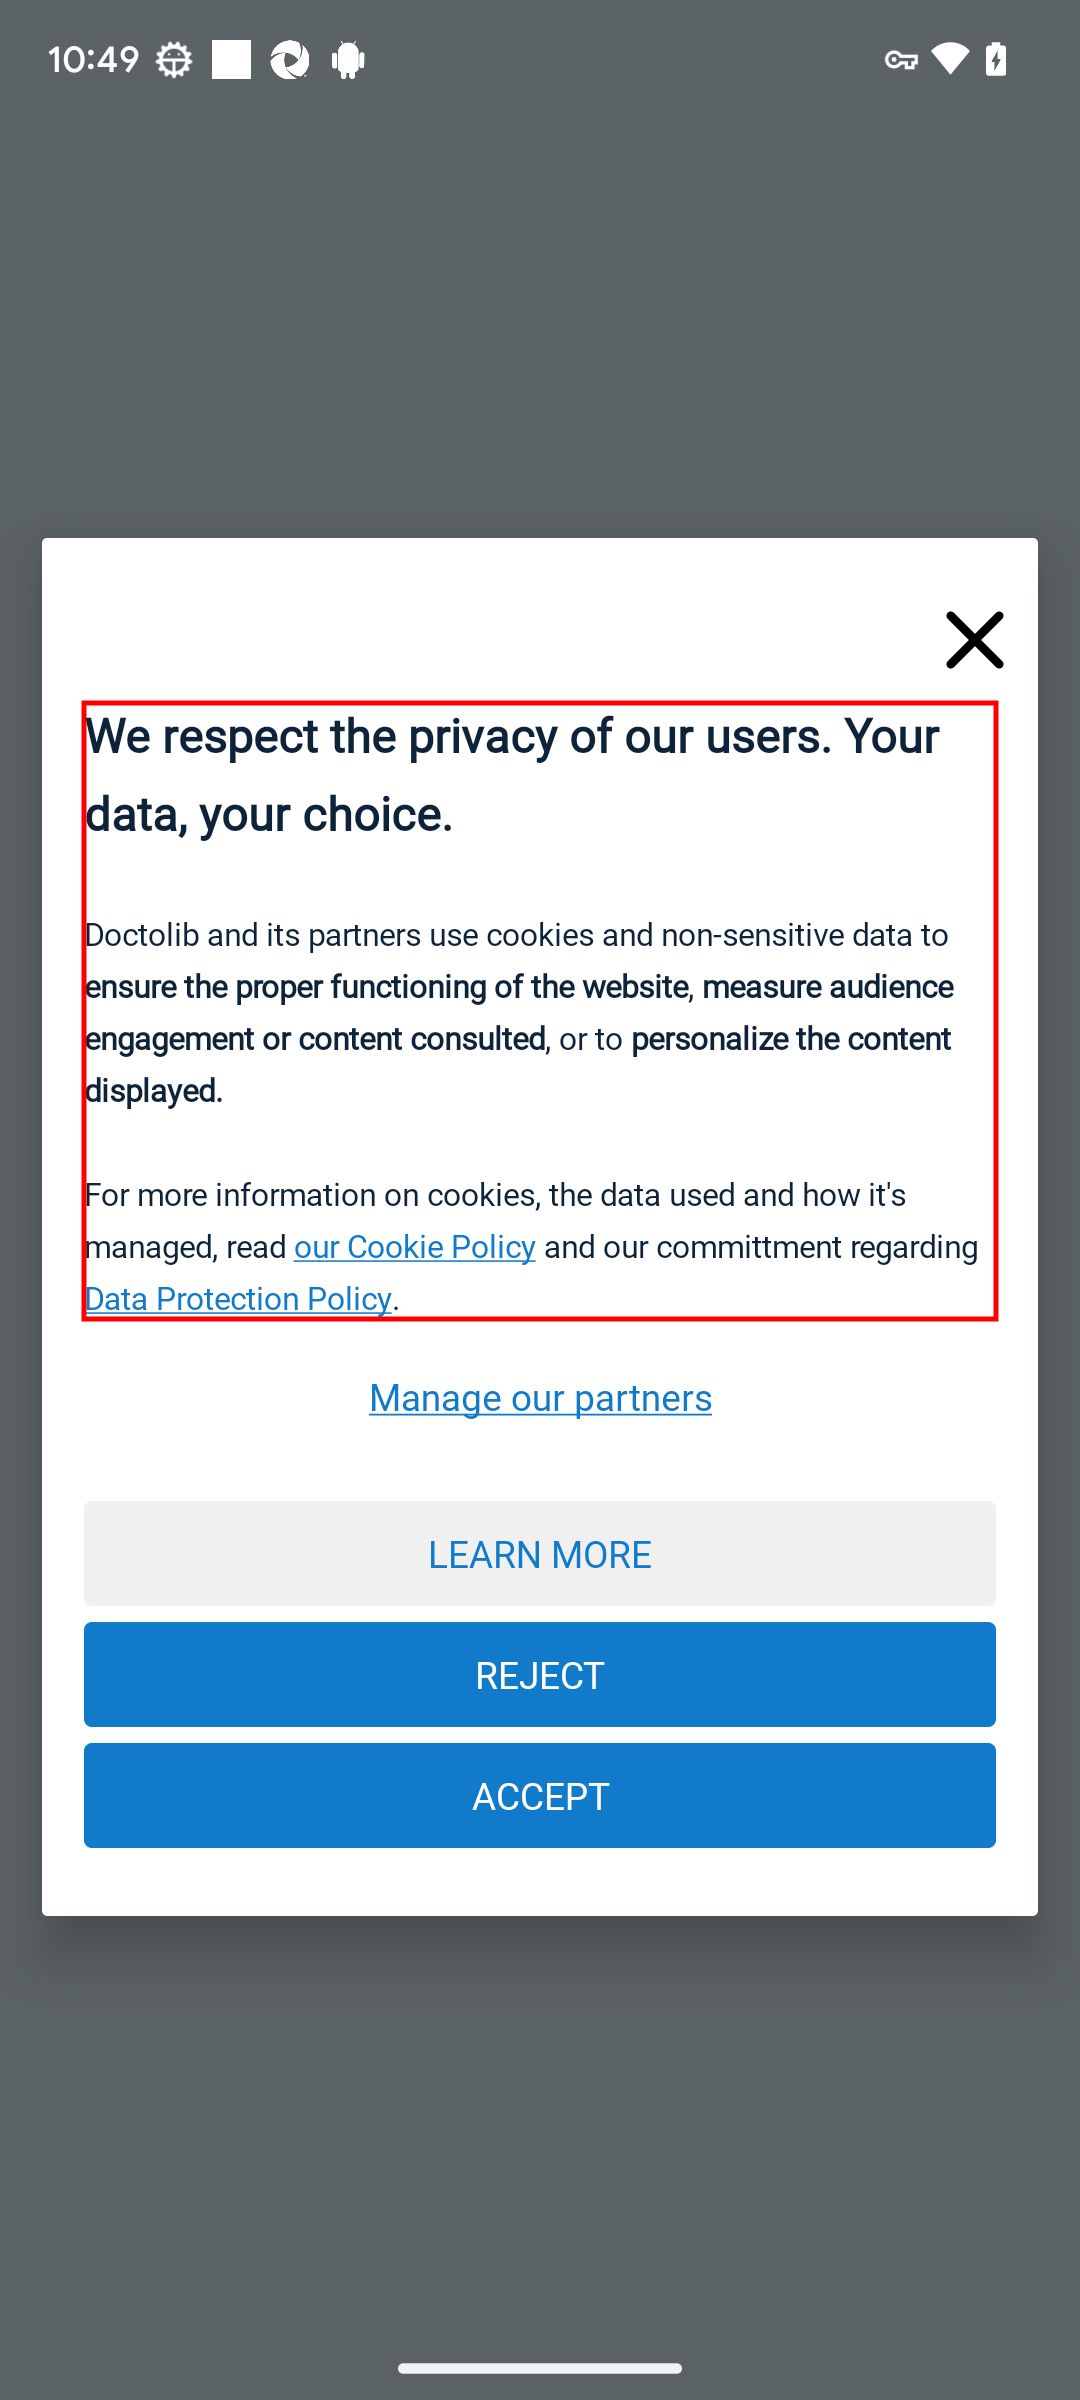 10:49
We respect the privacy of our users. Your
data, your choice.
Doctolib and its partners use cookies and non-sensitive data to
ensure the proper functioning of the website, measure audience
engagement or content consulted, or to personalize the content
displayed.
For more information on cookies, the data used and how it's
managed, read our Cookie Policy and our committment regarding
Data Protection Policy.
Manage our partners
LEARN MORE
REJECT
ACCEPT